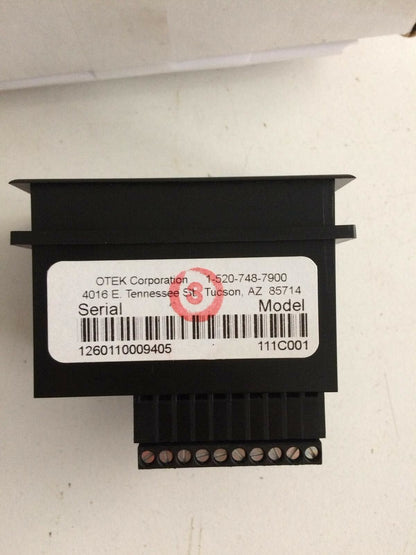 OTEK Corporation 1-520-748-7900
4016 E. Tennessee St. Tucson, AZ 85714
Serial Model
1260110009405 111C001